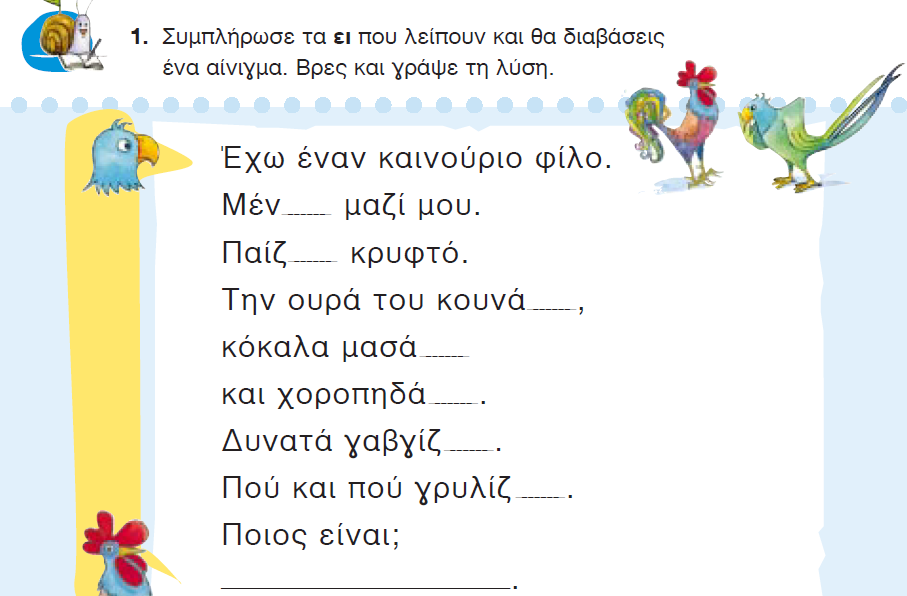 1. Συμπλήρωσε τα ει που λείπουν και θα διαβάσεις
ένα αίνιγμα. Βρες και γράψε τη λύση.
Έχω έναν καινούριο φίλο.
Μέν____ μαζί μου.
Παίζ____ κρυφτό.
Την ουρά του κουνά____,
κόκαλα μασά____
και χοροπηδά____.
Δυνατά γαβγίζ____.
Πού και πού γρυλίζ____.
Ποιος είναι;
____________________.